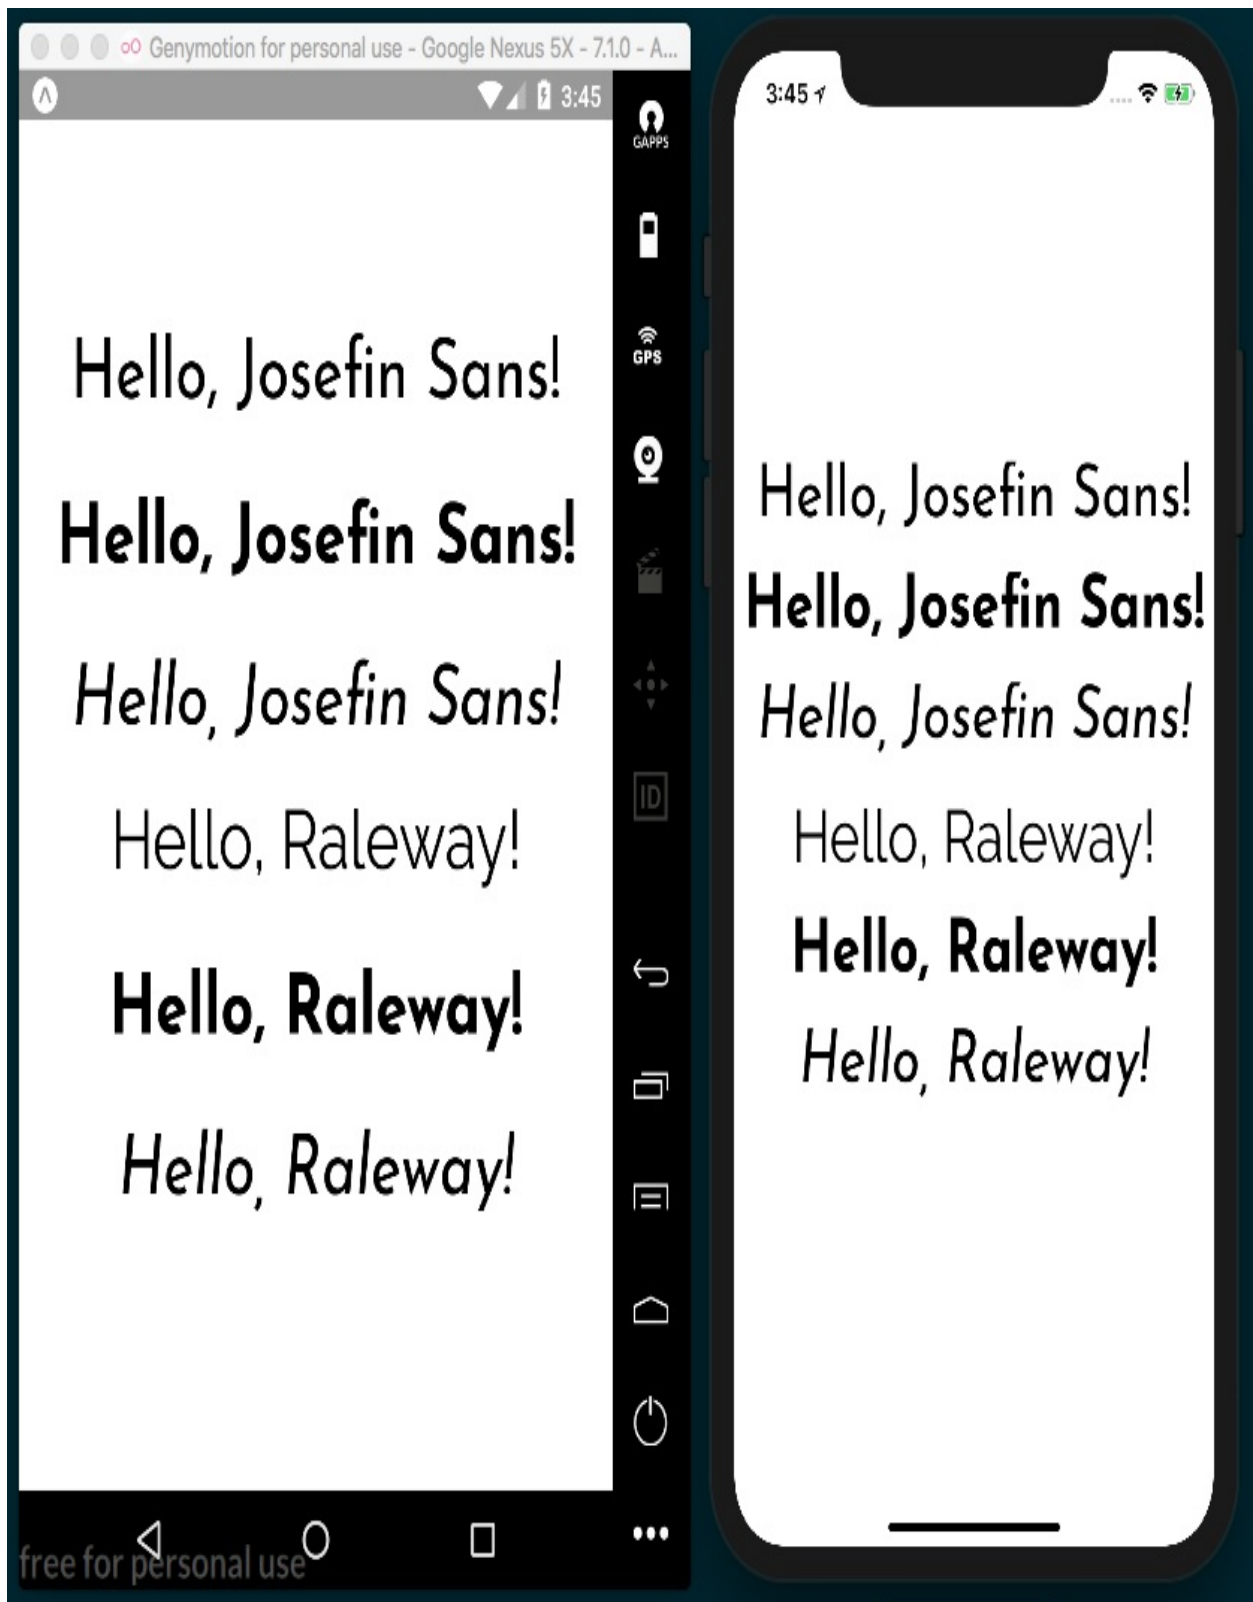 Genymotion for personal use - Google Nexus 5X - 7.1.0 - A...
3:45
GAPPS
GPS
ID
Hello, Josefin Sans!
Hello, Josefin Sans!
Hello, Josefin Sans!
Hello, Raleway!
Hello, Raleway!
Hello, Raleway!
free for personal use
3:45
Hello, Josefin Sans!
Hello, Josefin Sans!
Hello, Josefin Sans!
Hello, Raleway!
Hello, Raleway!
Hello, Raleway!